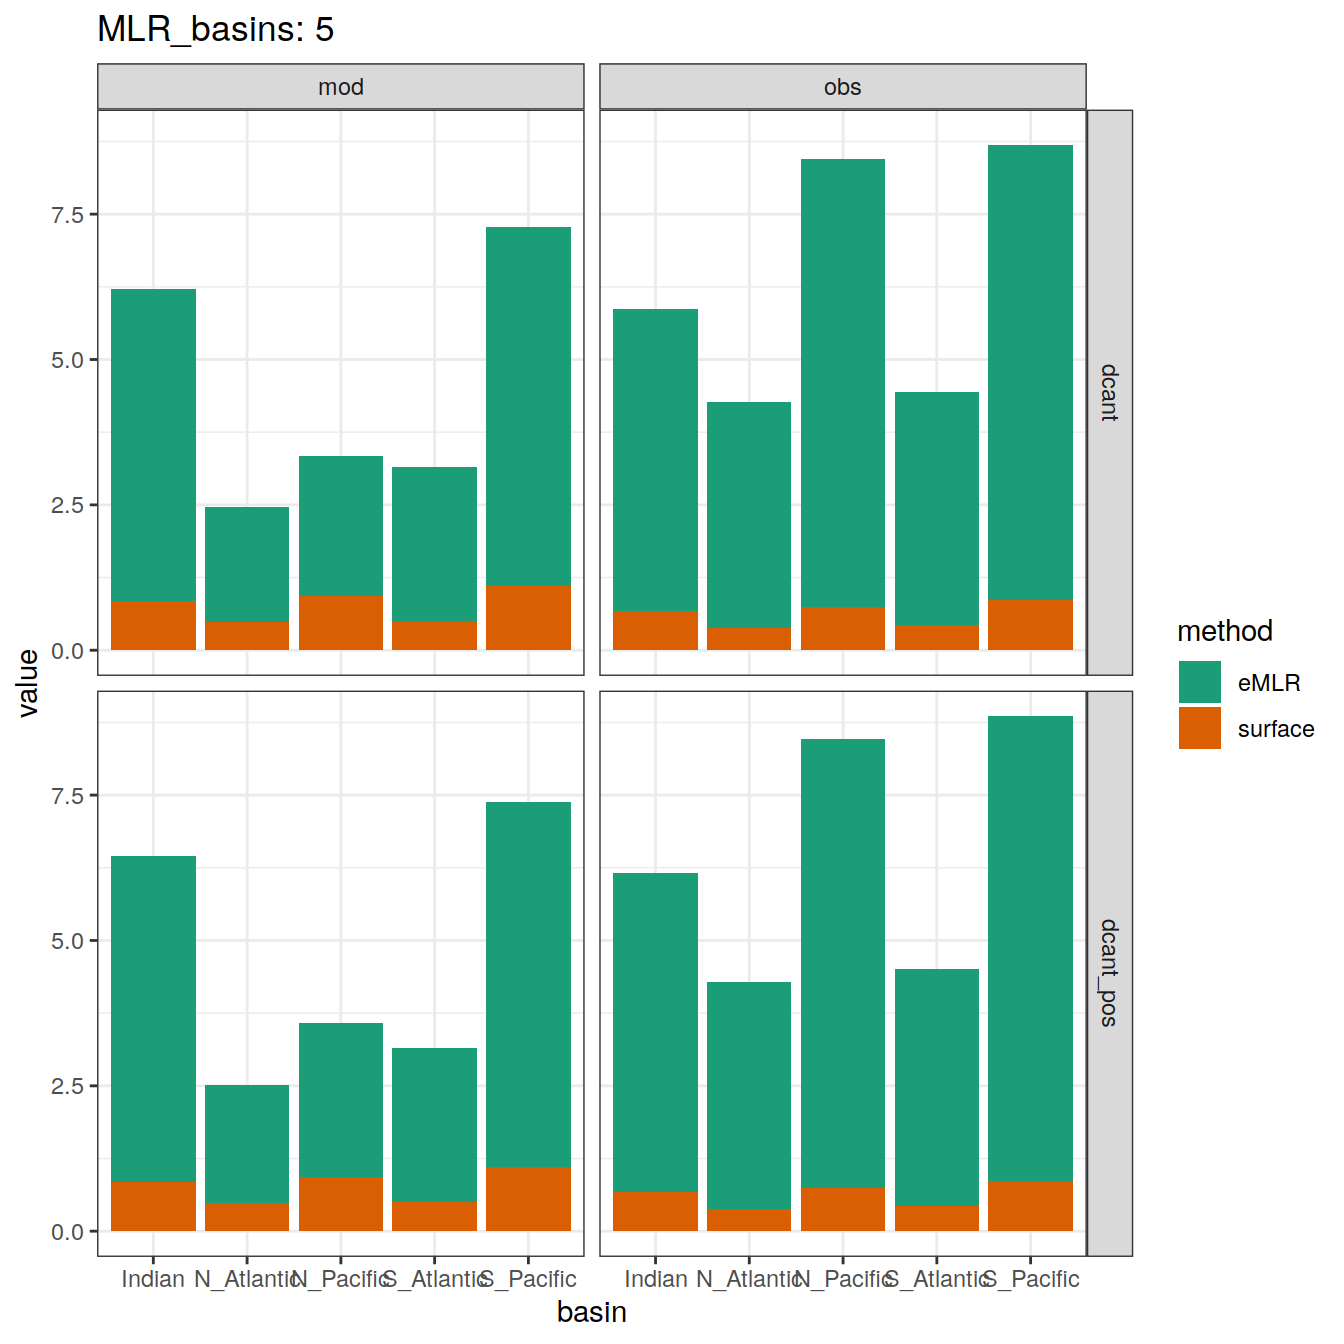 MLR_basins: 5
mod
obs
7.5
5.0
2.5
0.0
dcant
7.5
5.0
2.5
0.0
dcant_pos
value
Indian N_Atlantic N_Pacific S_Atlantic S_Pacific
Indian N_Atlantic N_Pacific S_Atlantic S_Pacific
basin
method
eMLR
surface